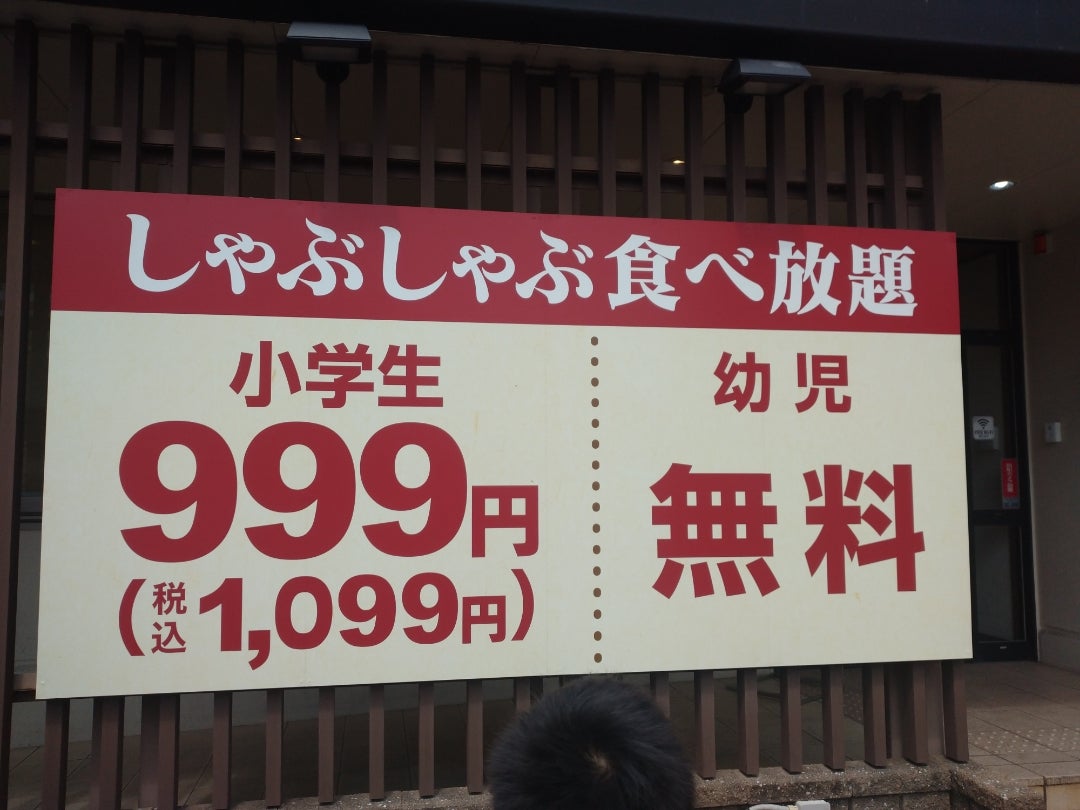 しゃぶしゃぶ食べ放題
小学生
999円
(税込1,099円)
幼児
無料